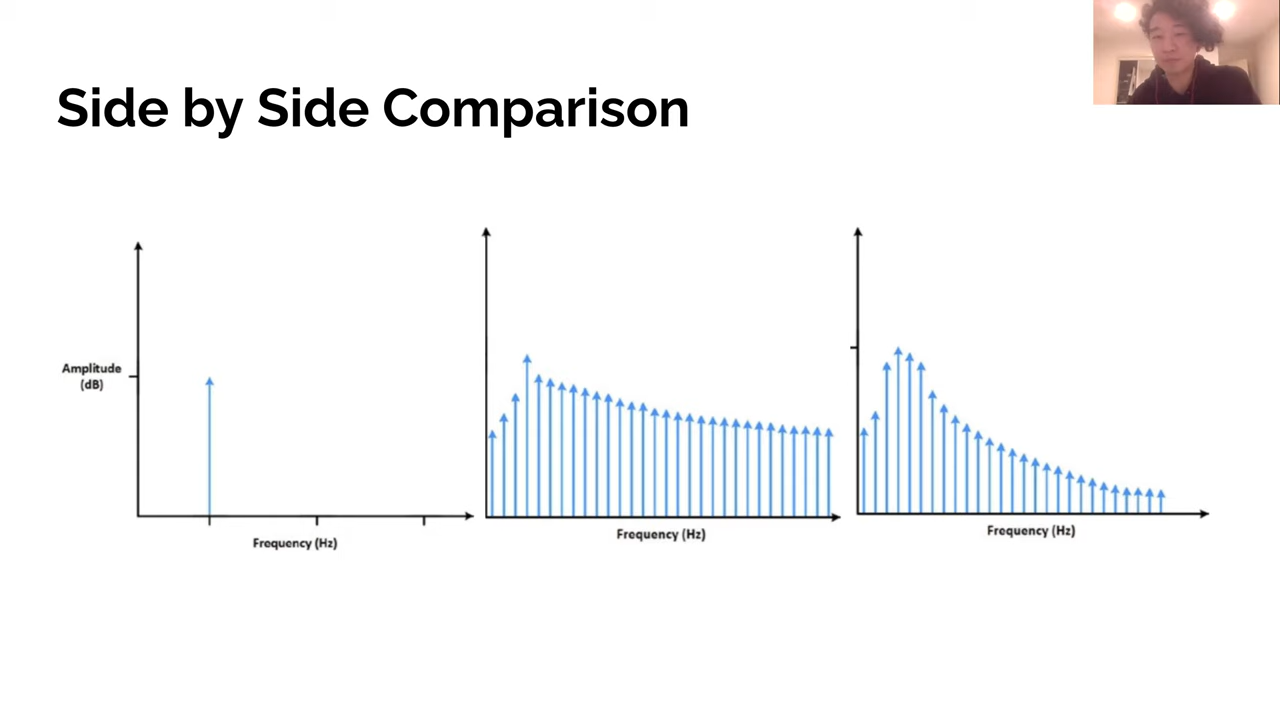 Side by Side Comparison
Amplitude
(dB)
Frequency (Hz)
Frequency (Hz)
Frequency (Hz)